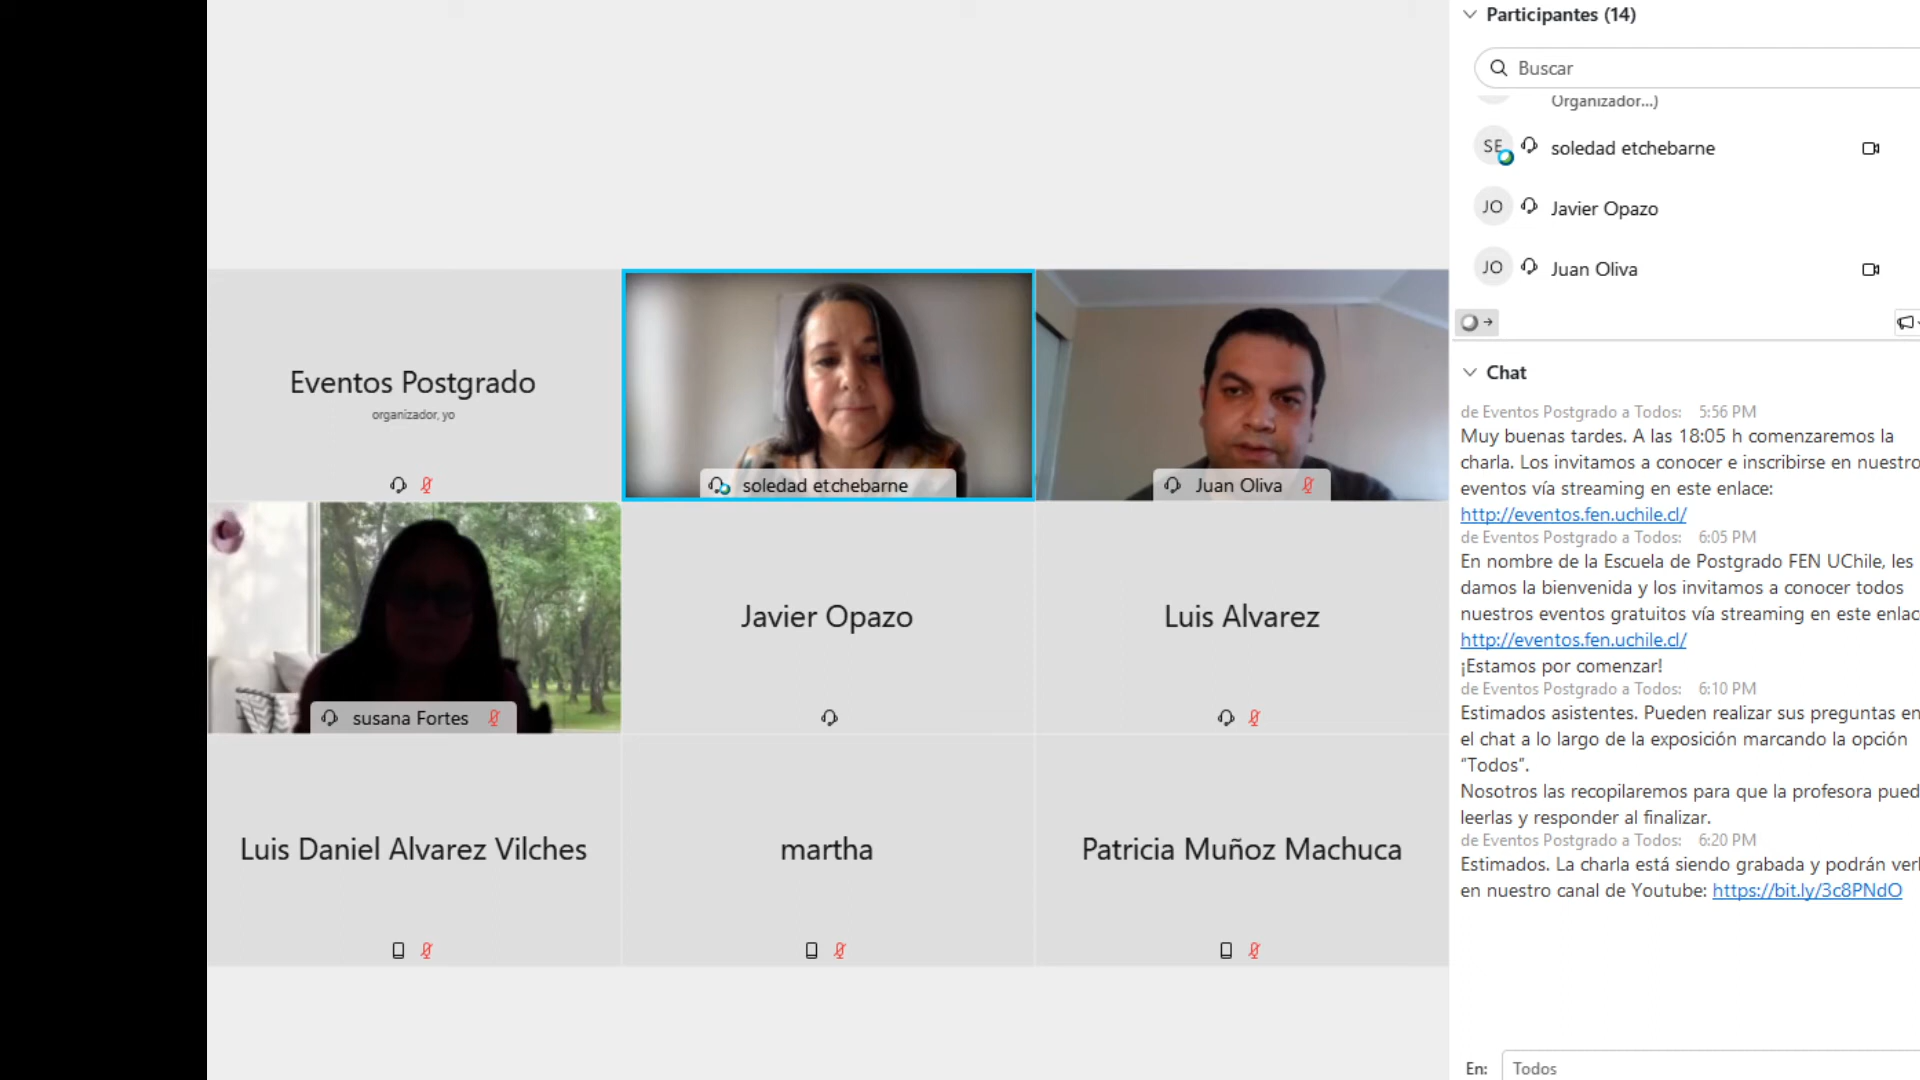 Eventos Postgrado
organizador, yo
soledad etchebarne
Juan Oliva
susana Fortes
Javier Opazo
Luis Alvarez
Luis Daniel Alvarez Vilches
martha
Patricia Muñoz Machuca
Participantes (14)
Buscar
Organizador...)
SE soledad etchebarne
JO Javier Opazo
JO Juan Oliva
Chat
de Eventos Postgrado a Todos: 5:56 PM
Muy buenas tardes. A las 18:05 h comenzaremos la
charla. Los invitamos a conocer e inscribirse en nuestro
eventos vía streaming en este enlace:
http://eventos.fen.uchile.cl/
de Eventos Postgrado a Todos: 6:05 PM
En nombre de la Escuela de Postgrado FEN UChile, les
damos la bienvenida y los invitamos a conocer todos
nuestros eventos gratuitos vía streaming en este enlac
http://eventos.fen.uchile.cl/
¡Estamos por comenzar!
de Eventos Postgrado a Todos: 6:10 PM
Estimados asistentes. Pueden realizar sus preguntas en
el chat a lo largo de la exposición marcando la opción
“Todos”.
Nosotros las recopilaremos para que la profesora pued
leerlas y responder al finalizar.
de Eventos Postgrado a Todos: 6:20 PM
Estimados. La charla está siendo grabada y podrán verl
en nuestro canal de Youtube: https://bit.ly/3c8PNdO
En: Todos